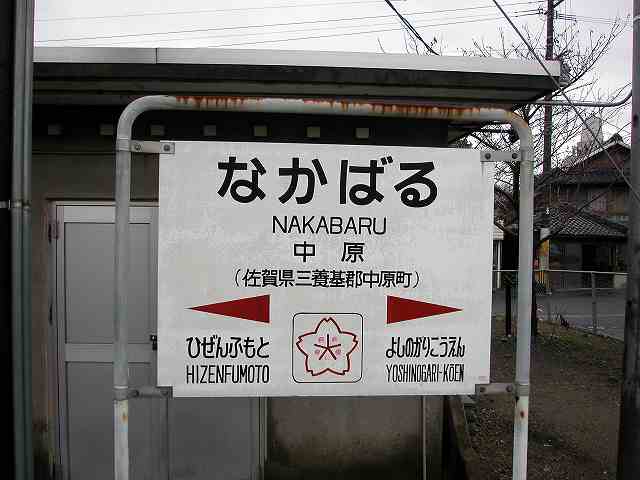 なかばる
NAKABARU
中原
(佐賀県三養基郡中原町)
ひぜんふもと よしのがりこうえん
HIZENFUMOTO YOSHINOGARI-KŌEN